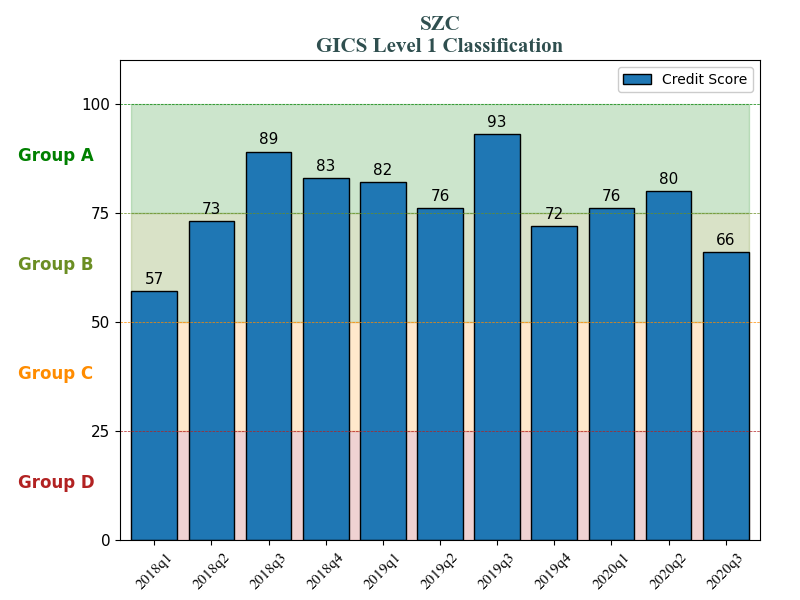 SZC
GICS Level 1 Classification
Credit Score
100
75
50
25
0
Group A
Group B
Group C
Group D
57
73
89
83
82
76
93
72
76
80
66
2018q1
2018q2
2018q3
2018q4
2019q1
2019q2
2019q3
2019q4
2020q1
2020q2
2020q3